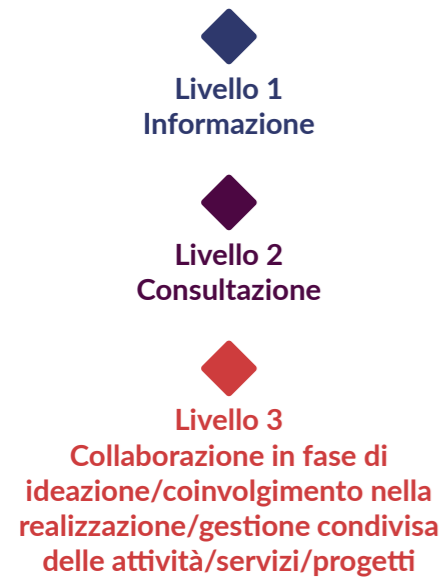 Livello 1
Informazione
Livello 2
Consultazione
Livello 3
Collaborazione in fase di
ideazione/coinvolgimento nella
realizzazione/gestione condivisa
delle attività/servizi/progetti